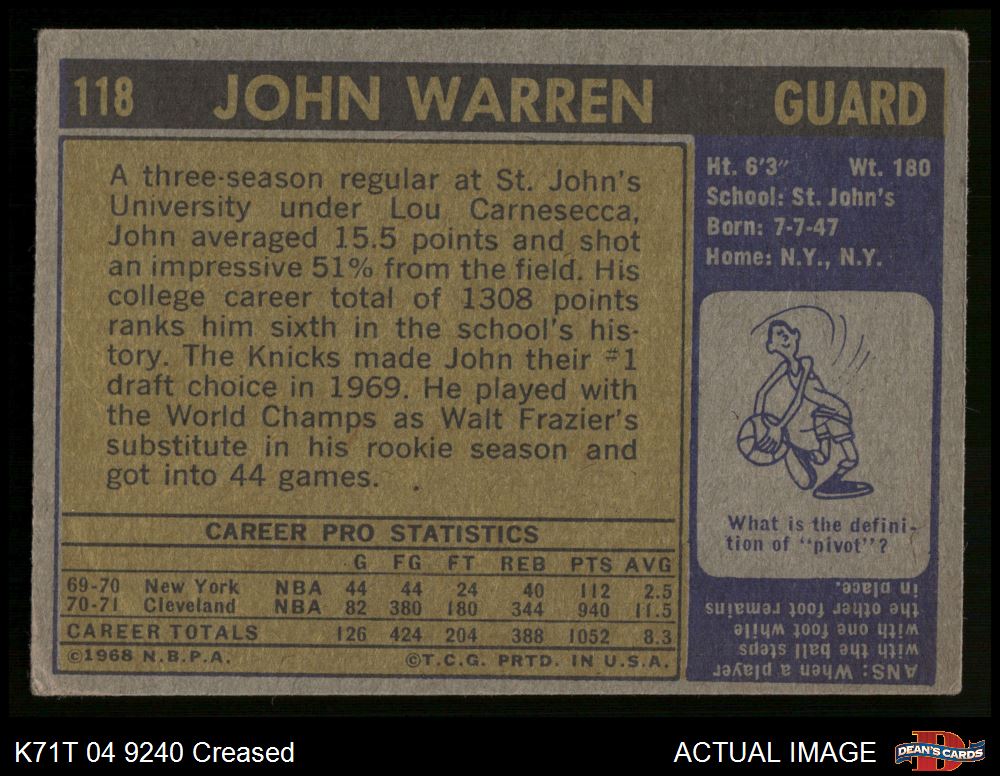 118 JOHN WARREN GUARD
A three-season regular at St. John's
University under Lou Carnesecca,
John averaged 15.5 points and shot
an impressive 51% from the field. His
college career total of 1308 points
ranks him sixth in the school's his-
tory. The Knicks made John their #1
draft choice in 1969. He played with
the World Champs as Walt Frazier's
substitute in his rookie season and
got into 44 games.
CAREER PRO STATISTICS
G FG FT REB PTS AVG
69-70 New York NBA 44 44 24 40 112 2.5
70-71 Cleveland NBA 82 380 180 344 940 11.5
CAREER TOTALS 126 424 204 388 1052 8.3
©1968 N.B.P.A. ©T.C.G. PRTD. IN U.S.A.
Ht. 6'3" Wt. 180
School: St. John's
Born: 7-7-47
Home: N.Y., N.Y.
What is the defini-
tion of "pivot"?
ANS: When a player
with the ball steps
with one foot while
the other foot remains
in place.
K71T 04 9240 Creased ACTUAL IMAGE
D
DEAN'S CARDS